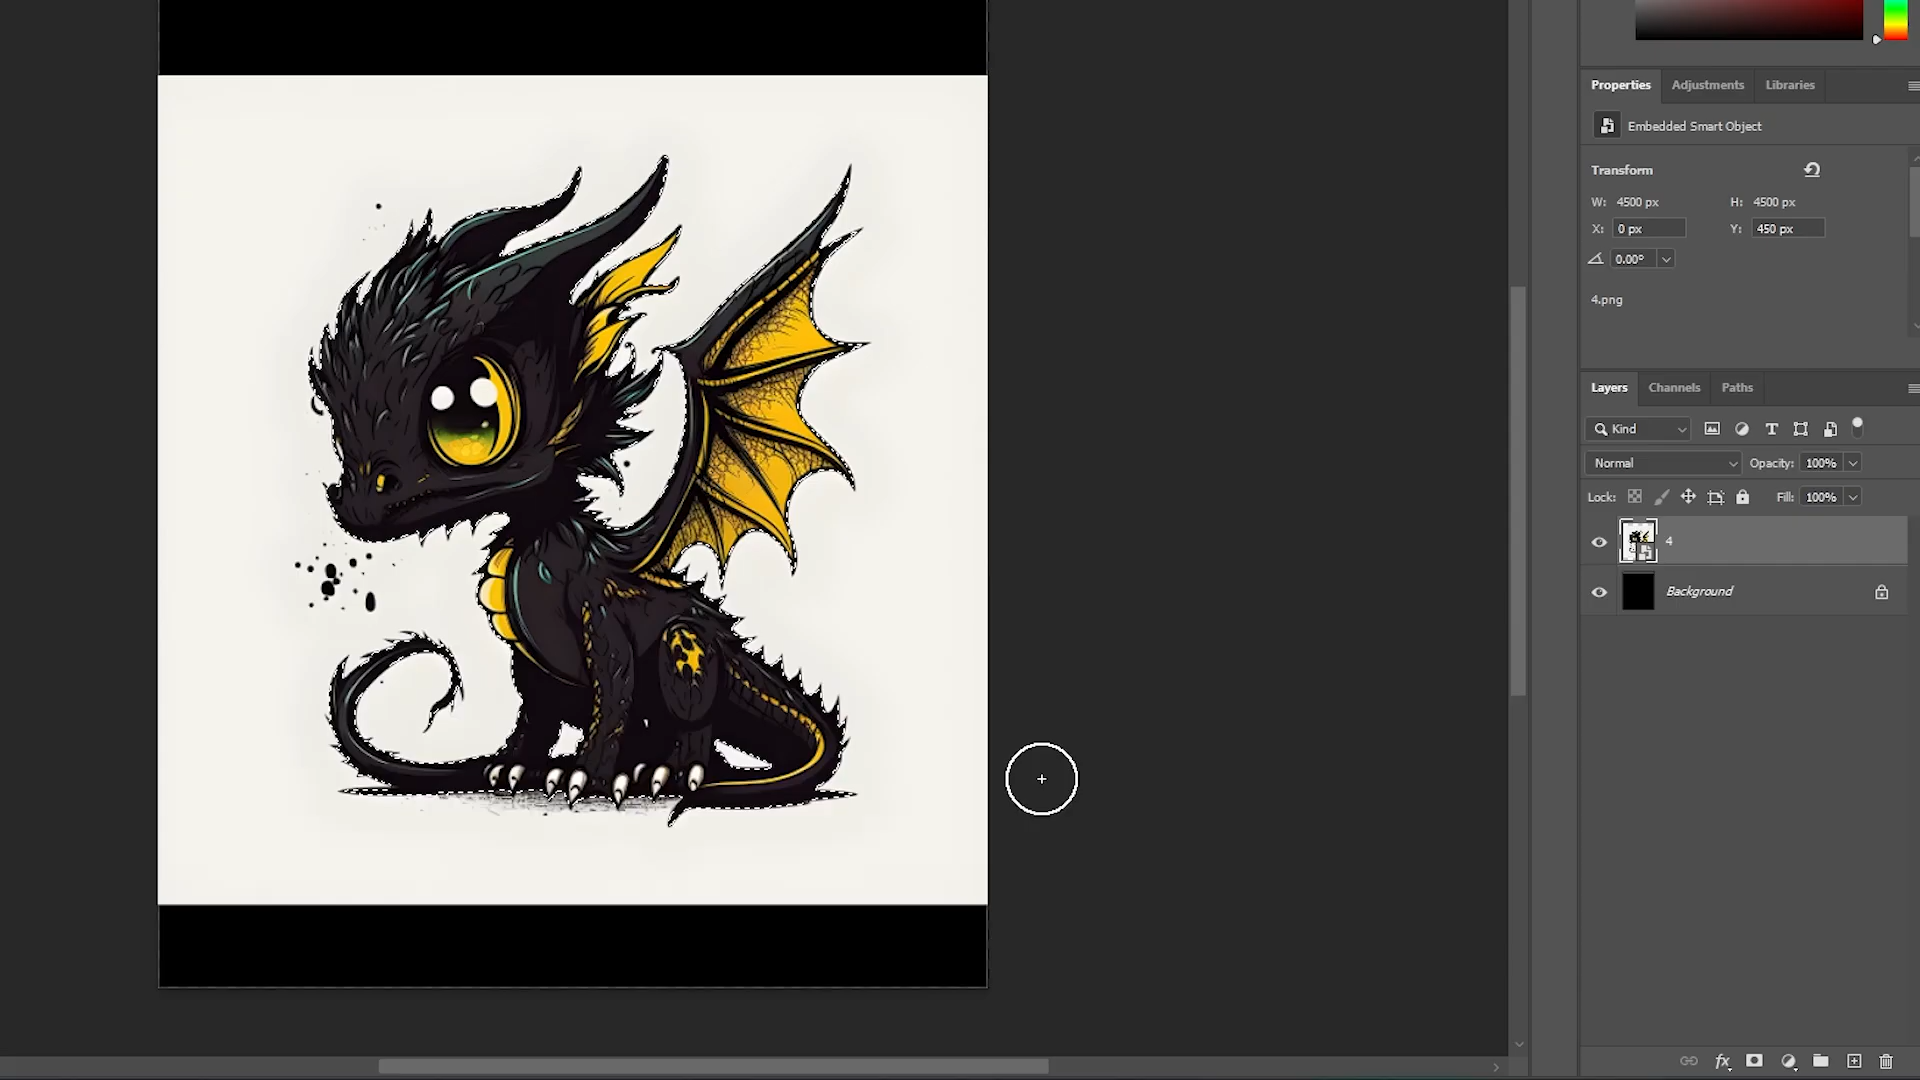 Properties Adjustments Libraries
Embedded Smart Object
Transform
W: 4500 px H: 4500 px
X: 0 px Y: 450 px
0.00°
4.png
Layers Channels Paths
Kind
Normal Opacity: 100%
Lock: Fill: 100%
4
Background
fx